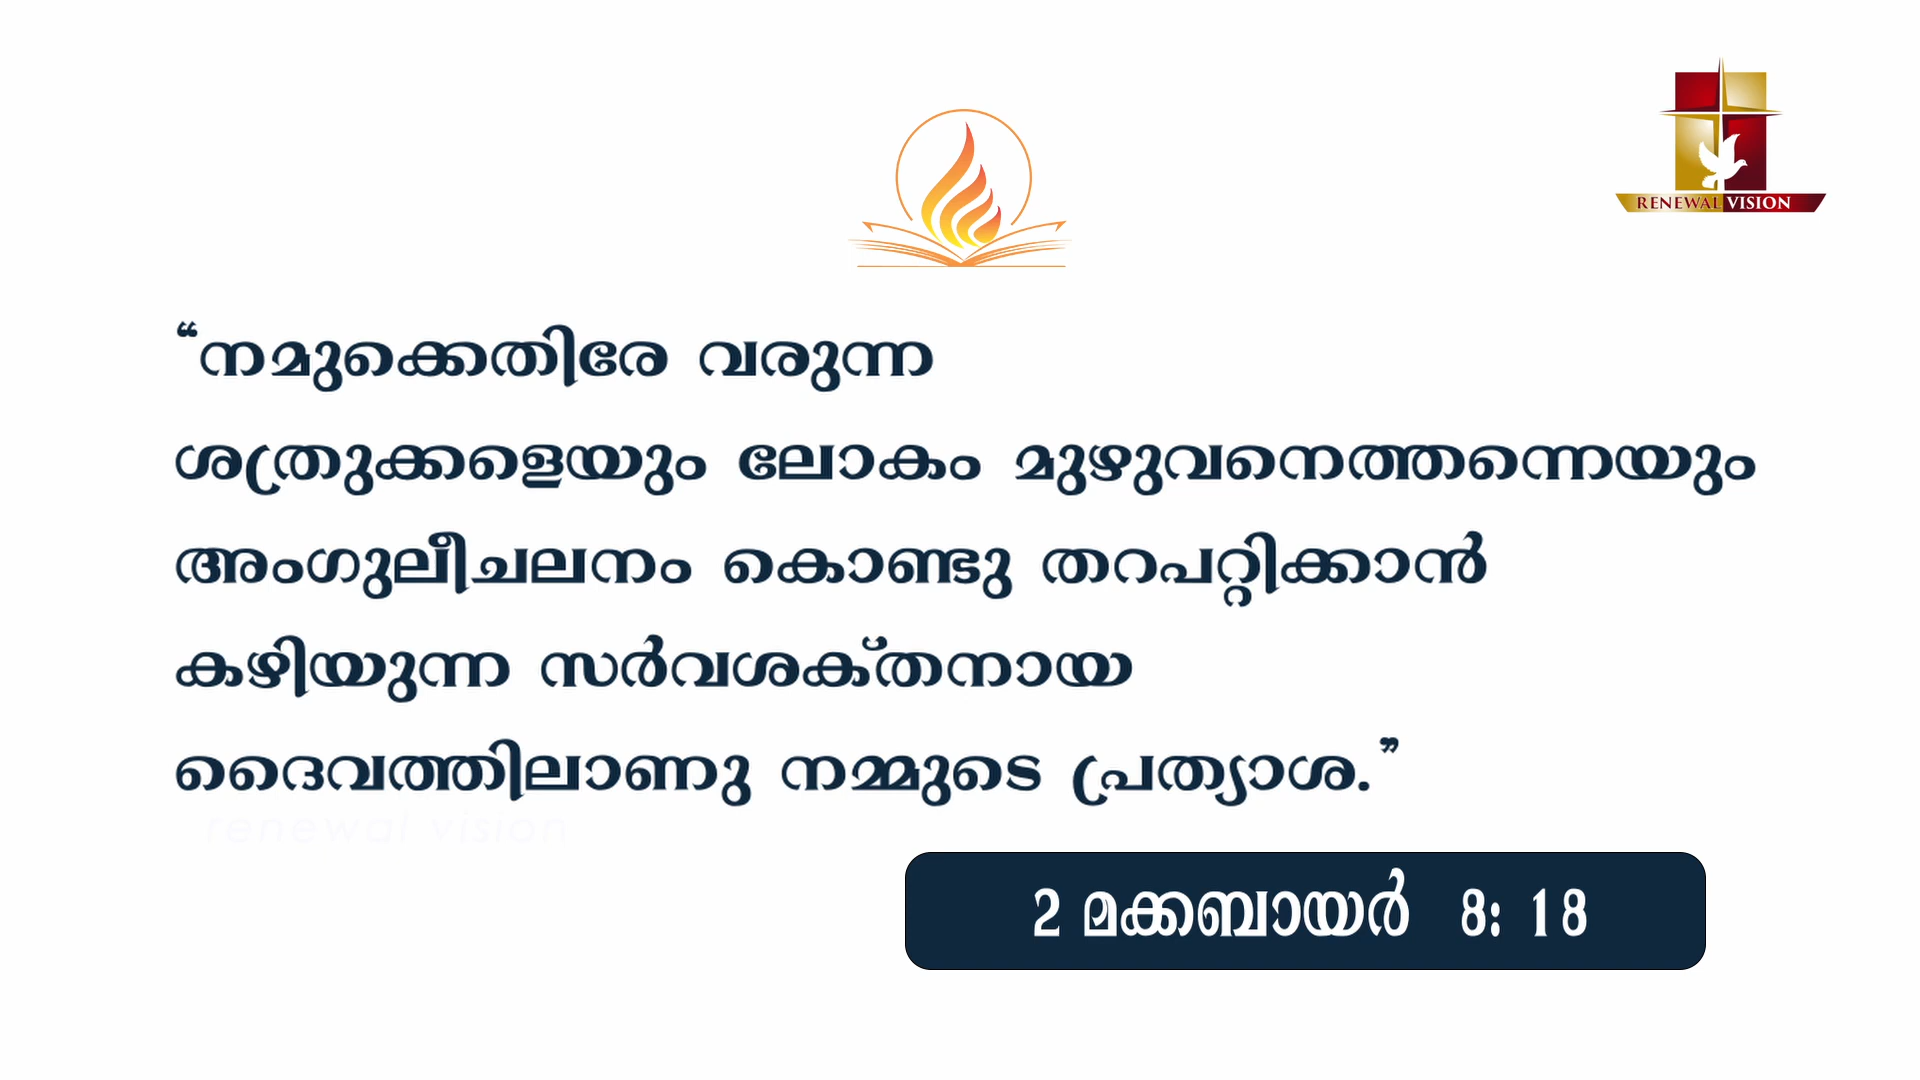 RENEWAL VISION
“നമുക്കെതിരേ വരുന്ന
ശത്രുക്കളെയും ലോകം മുഴുവനെത്തന്നെയും
അംഗുലീചലനം കൊണ്ടു തറപറ്റിക്കാൻ
കഴിയുന്ന സർവശക്തനായ
ദൈവത്തിലാണു നമ്മുടെ പ്രത്യാശ.”
renewal vision
2 മക്കബായർ 8: 18